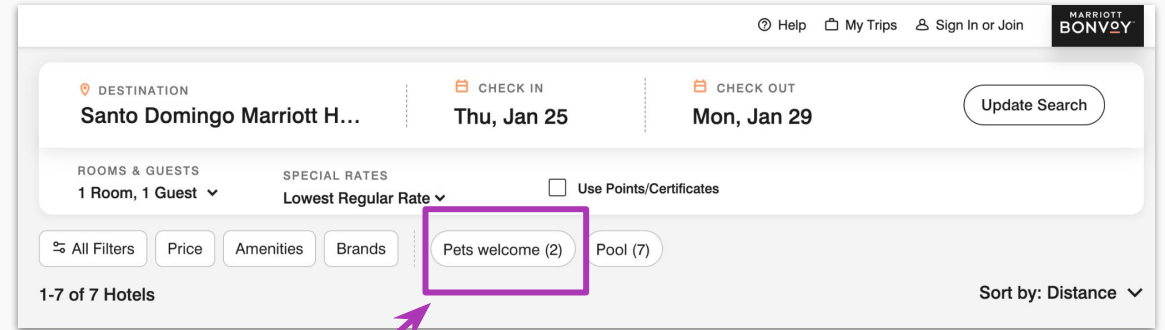 Help My Trips Sign In or Join MARRIOTT BONVOY
DESTINATION
Santo Domingo Marriott H...
CHECK IN
Thu, Jan 25
CHECK OUT
Mon, Jan 29
Update Search
ROOMS & GUESTS
1 Room, 1 Guest
SPECIAL RATES
Lowest Regular Rate
Use Points/Certificates
All Filters Price Amenities Brands Pets welcome (2) Pool (7)
1-7 of 7 Hotels
Sort by: Distance